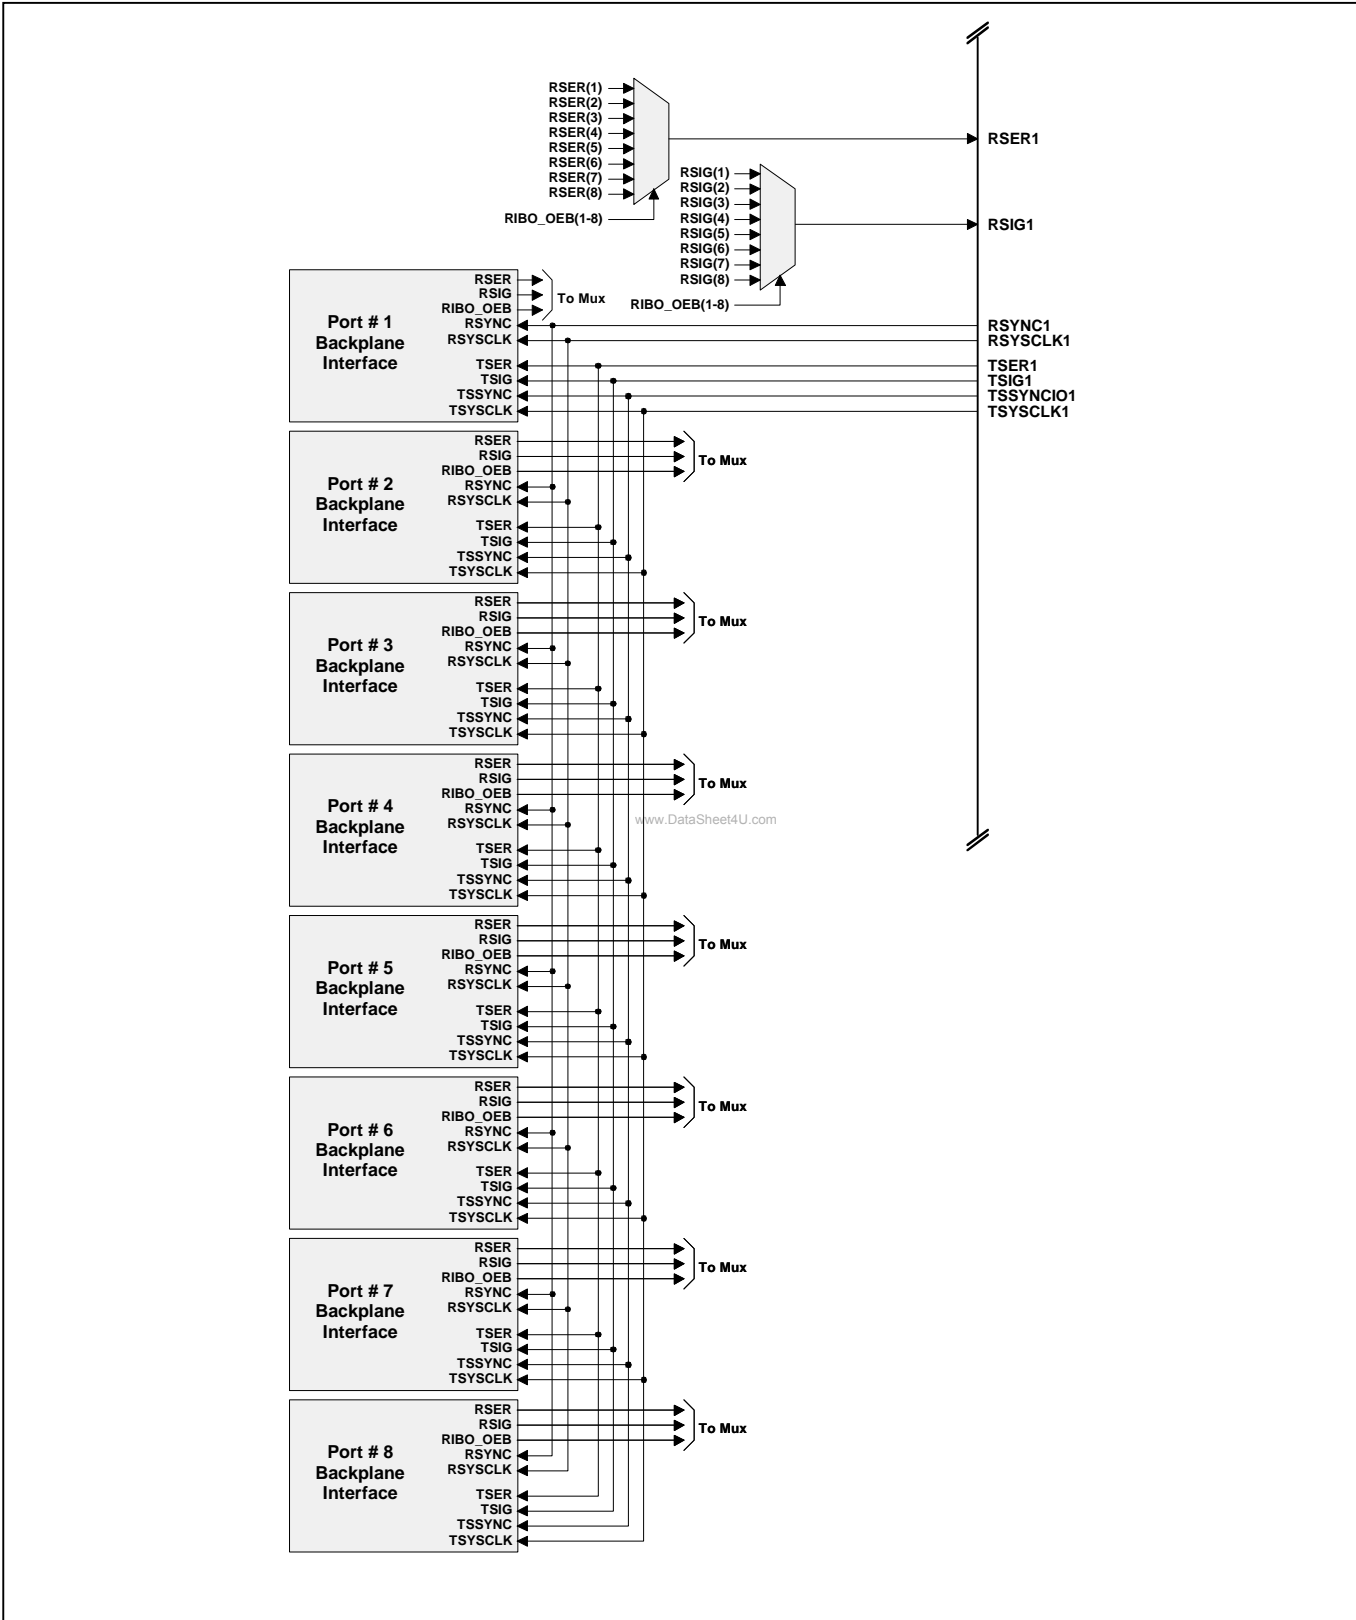 RSER(1)
RSER(2)
RSER(3)
RSER(4)
RSER(5)
RSER(6)
RSER(7)
RSER(8)
RIBO_OEB(1-8)
RSER1
RSIG(1)
RSIG(2)
RSIG(3)
RSIG(4)
RSIG(5)
RSIG(6)
RSIG(7)
RSIG(8)
RIBO_OEB(1-8)
RSIG1
Port # 1
Backplane
Interface
RSER
RSIG
RIBO_OEB
RSYNC
RSYSCLK
TSER
TSIG
TSSYNC
TSYSCLK
To Mux
RSYNC1
RSYSCLK1
TSER1
TSIG1
TSSYNCIO1
TSYSCLK1
Port # 2
Backplane
Interface
RSER
RSIG
RIBO_OEB
RSYNC
RSYSCLK
TSER
TSIG
TSSYNC
TSYSCLK
To Mux
Port # 3
Backplane
Interface
RSER
RSIG
RIBO_OEB
RSYNC
RSYSCLK
TSER
TSIG
TSSYNC
TSYSCLK
To Mux
Port # 4
Backplane
Interface
RSER
RSIG
RIBO_OEB
RSYNC
RSYSCLK
TSER
TSIG
TSSYNC
TSYSCLK
To Mux
www.DataSheet4U.com
Port # 5
Backplane
Interface
RSER
RSIG
RIBO_OEB
RSYNC
RSYSCLK
TSER
TSIG
TSSYNC
TSYSCLK
To Mux
Port # 6
Backplane
Interface
RSER
RSIG
RIBO_OEB
RSYNC
RSYSCLK
TSER
TSIG
TSSYNC
TSYSCLK
To Mux
Port # 7
Backplane
Interface
RSER
RSIG
RIBO_OEB
RSYNC
RSYSCLK
TSER
TSIG
TSSYNC
TSYSCLK
To Mux
Port # 8
Backplane
Interface
RSER
RSIG
RIBO_OEB
RSYNC
RSYSCLK
TSER
TSIG
TSSYNC
TSYSCLK
To Mux